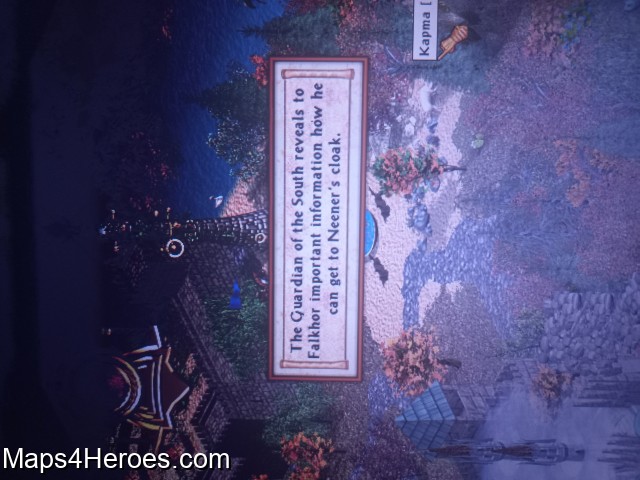 The Guardian of the South reveals to
Falkhor important information how he
can get to Neener's cloak.
Карта [
Maps4Heroes.com